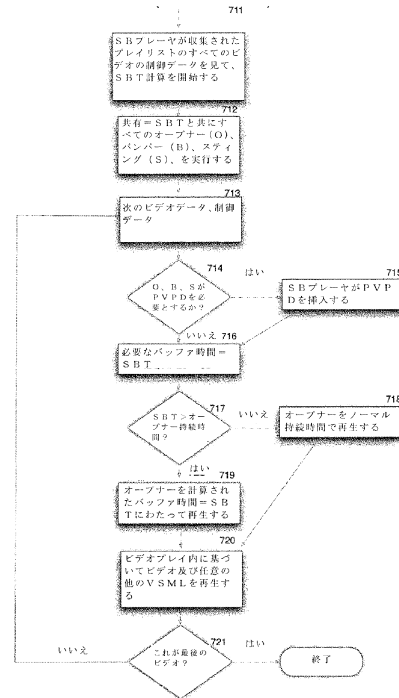 711
SBプレーヤが収集された
プレイリストのすべてのビ
デオの制御データを見て、
SBT計算を開始する
712
共有=SBTと共にす
べてのオープナー(O)、
バンパー(B)、スティ
ング(S)、を実行する
713
次のビデオデータ、制御
データ
714
O、B、Sが
PVPDを必
要とするか?
はい
715
SBプレーヤがPVP
Dを挿入する
いいえ
716
必要なバッファ時間=
SBT
717
SBT>オー
プナー持続時
間?
いいえ
718
オープナーをノーマル
持続時間で再生する
はい
719
オープナーを計算され
たバッファ時間=SB
Tにわたって再生する
720
ビデオプレイ内に基づ
いてビデオ及び任意の
他のVSMLを再生す
る
721
これが最後の
ビデオ?
いいえ
はい
終了